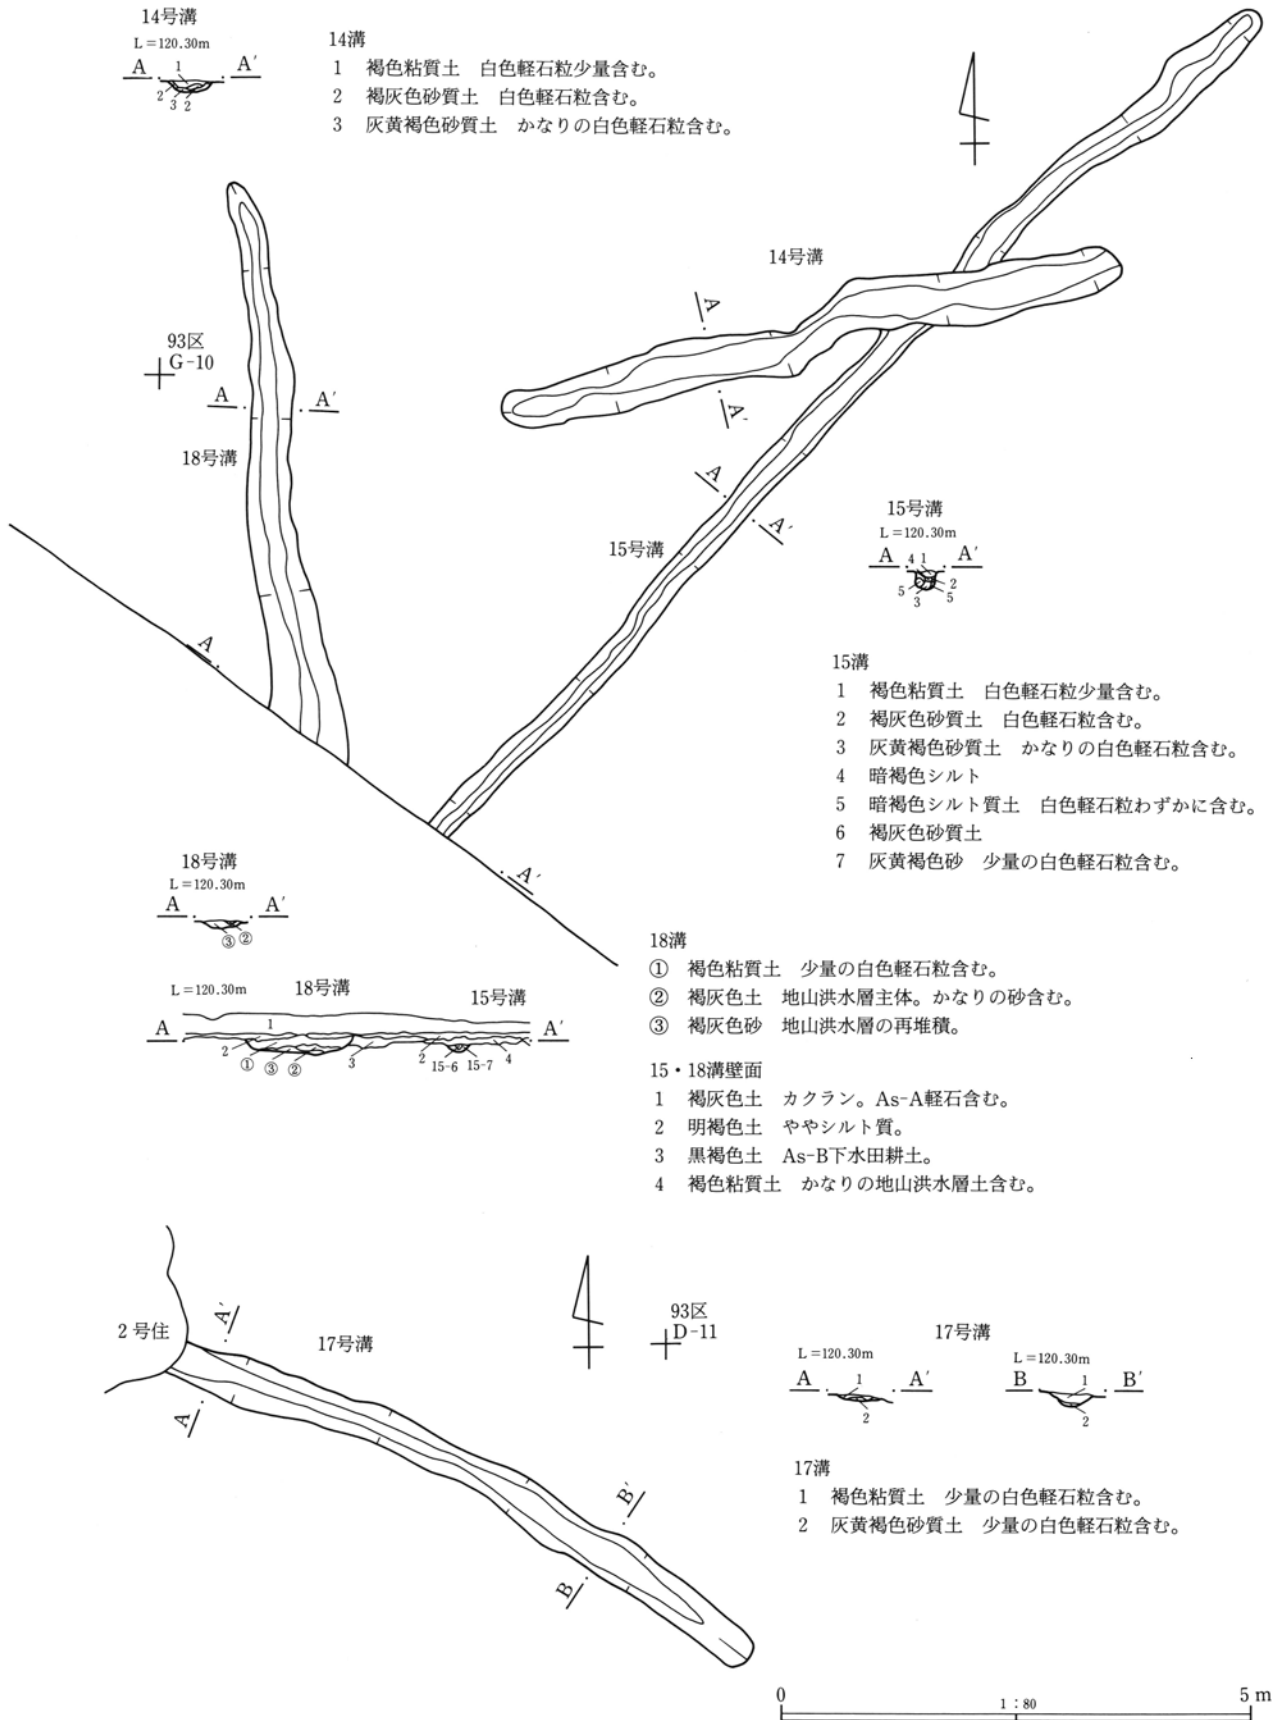 14号溝
L=120.30m
A 1 A′
2 3 2
14溝
1 褐色粘質土 白色軽石粒少量含む。
2 褐灰色砂質土 白色軽石粒含む。
3 灰黄褐色砂質土 かなりの白色軽石粒含む。
14号溝
A
A′
93区
G-10
A A′
18号溝
A
A′
15号溝
A
A′
15号溝
L=120.30m
A 4 1 A′
5 3 5 2
15溝
1 褐色粘質土 白色軽石粒少量含む。
2 褐灰色砂質土 白色軽石粒含む。
3 灰黄褐色砂質土 かなりの白色軽石粒含む。
4 暗褐色シルト
5 暗褐色シルト質土 白色軽石粒わずかに含む。
6 褐灰色砂質土
7 灰黄褐色砂 少量の白色軽石粒含む。
18号溝
L=120.30m
A A′
③ ②
L=120.30m 18号溝 15号溝
A 1 A′
2 ① ③ ② 3 2 15-6 15-7 4
18溝
① 褐色粘質土 少量の白色軽石粒含む。
② 褐灰色土 地山洪水層主体。かなりの砂含む。
③ 褐灰色砂 地山洪水層の再堆積。
15・18溝壁面
1 褐灰色土 カクラン。As-A軽石含む。
2 明褐色土 ややシルト質。
3 黒褐色土 As-B下水田耕土。
4 褐色粘質土 かなりの地山洪水層土含む。
2号住
A′
17号溝
A
B′
B
93区
D-11
17号溝
L=120.30m
A 1 A′
2
L=120.30m
B 1 B′
2
17溝
1 褐色粘質土 少量の白色軽石粒含む。
2 灰黄褐色砂質土 少量の白色軽石粒含む。
0 1:80 5m